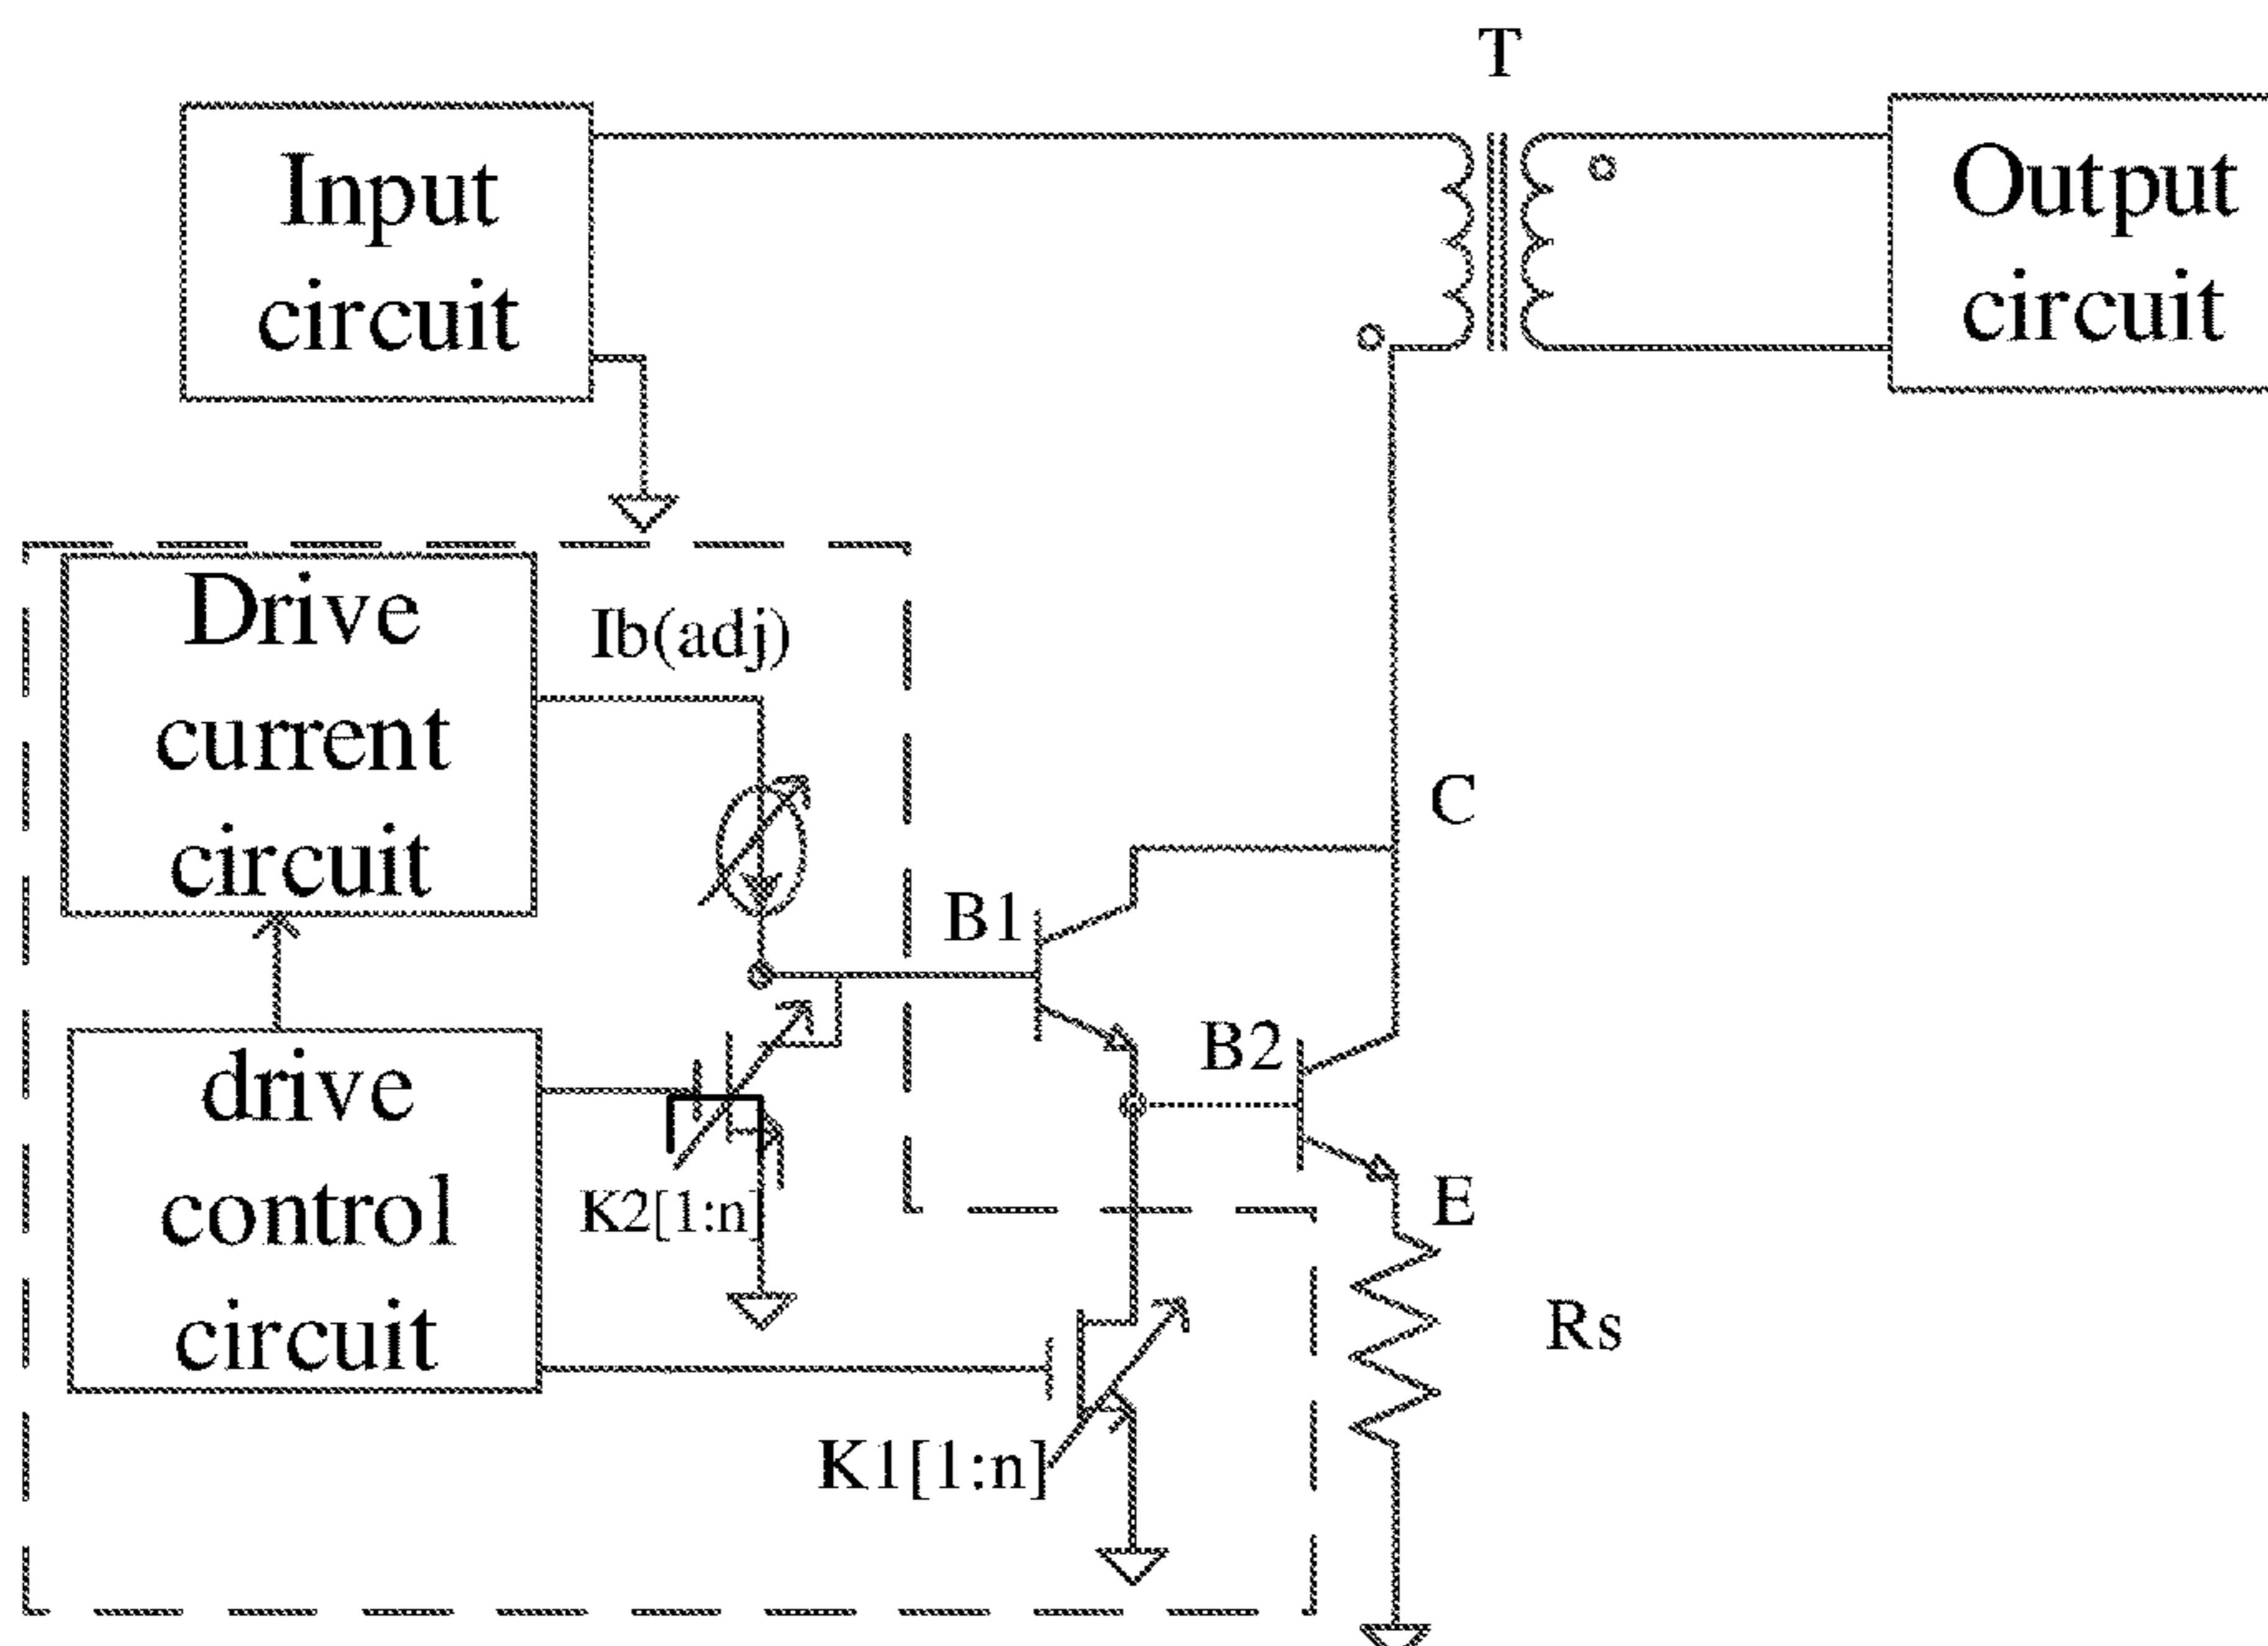 T
Input
circuit
Output
circuit
Drive
current
circuit
Ib(adj)
C
B1
B2
drive
control
circuit
K2[1:n]
E
Rs
K1[1:n]